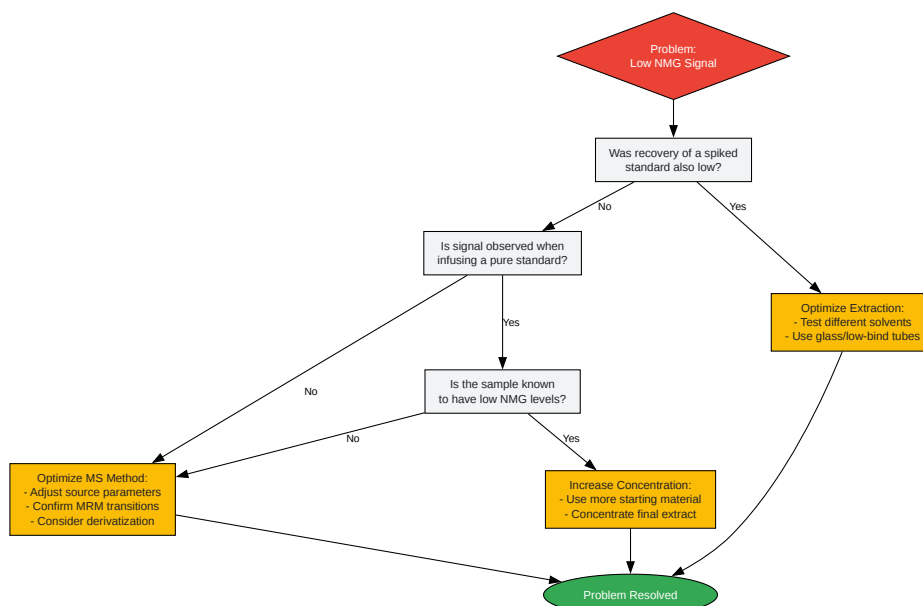 Problem:
Low NMG Signal
Was recovery of a spiked
standard also low?
No
Yes
Is signal observed when
infusing a pure standard?
Optimize Extraction:
- Test different solvents
- Use glass/low-bind tubes
Yes
Is the sample known
to have low NMG levels?
No
No
Yes
Optimize MS Method:
- Adjust source parameters
- Confirm MRM transitions
- Consider derivatization
Increase Concentration:
- Use more starting material
- Concentrate final extract
Problem Resolved